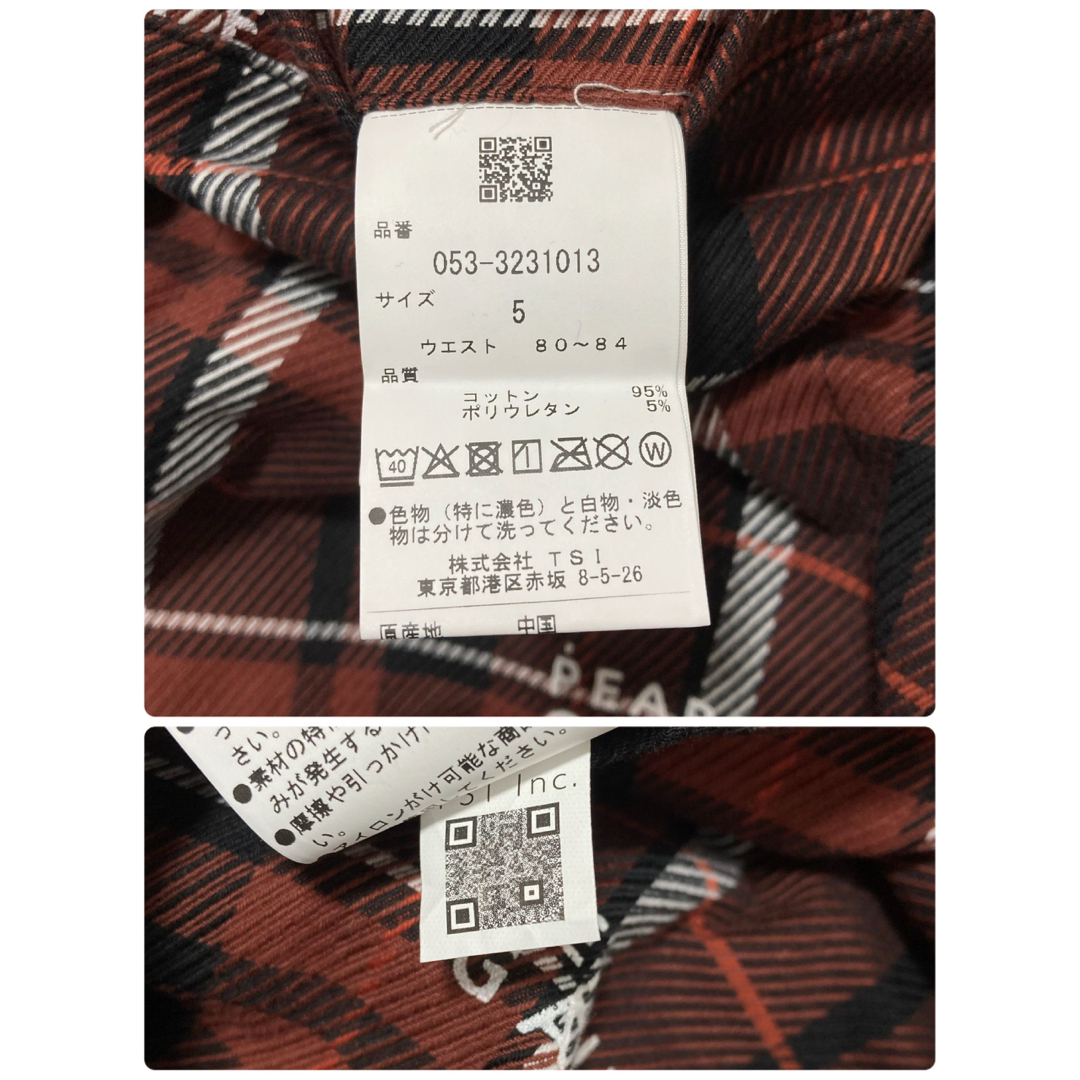 品番
053-3231013
サイズ
5
ウエスト 80～84
品質
コットン 95%
ポリウレタン 5%
40
W
●色物（特に濃色）と白物・淡色
物は分けて洗ってください。
株式会社 TSI
東京都港区赤坂 8-5-26
原産地 中国
PEAR
さい。
●素材の特
みが発生する
●摩擦や引っかけ
い。
アイロンがけ可能な商
ください。
Inc.
G